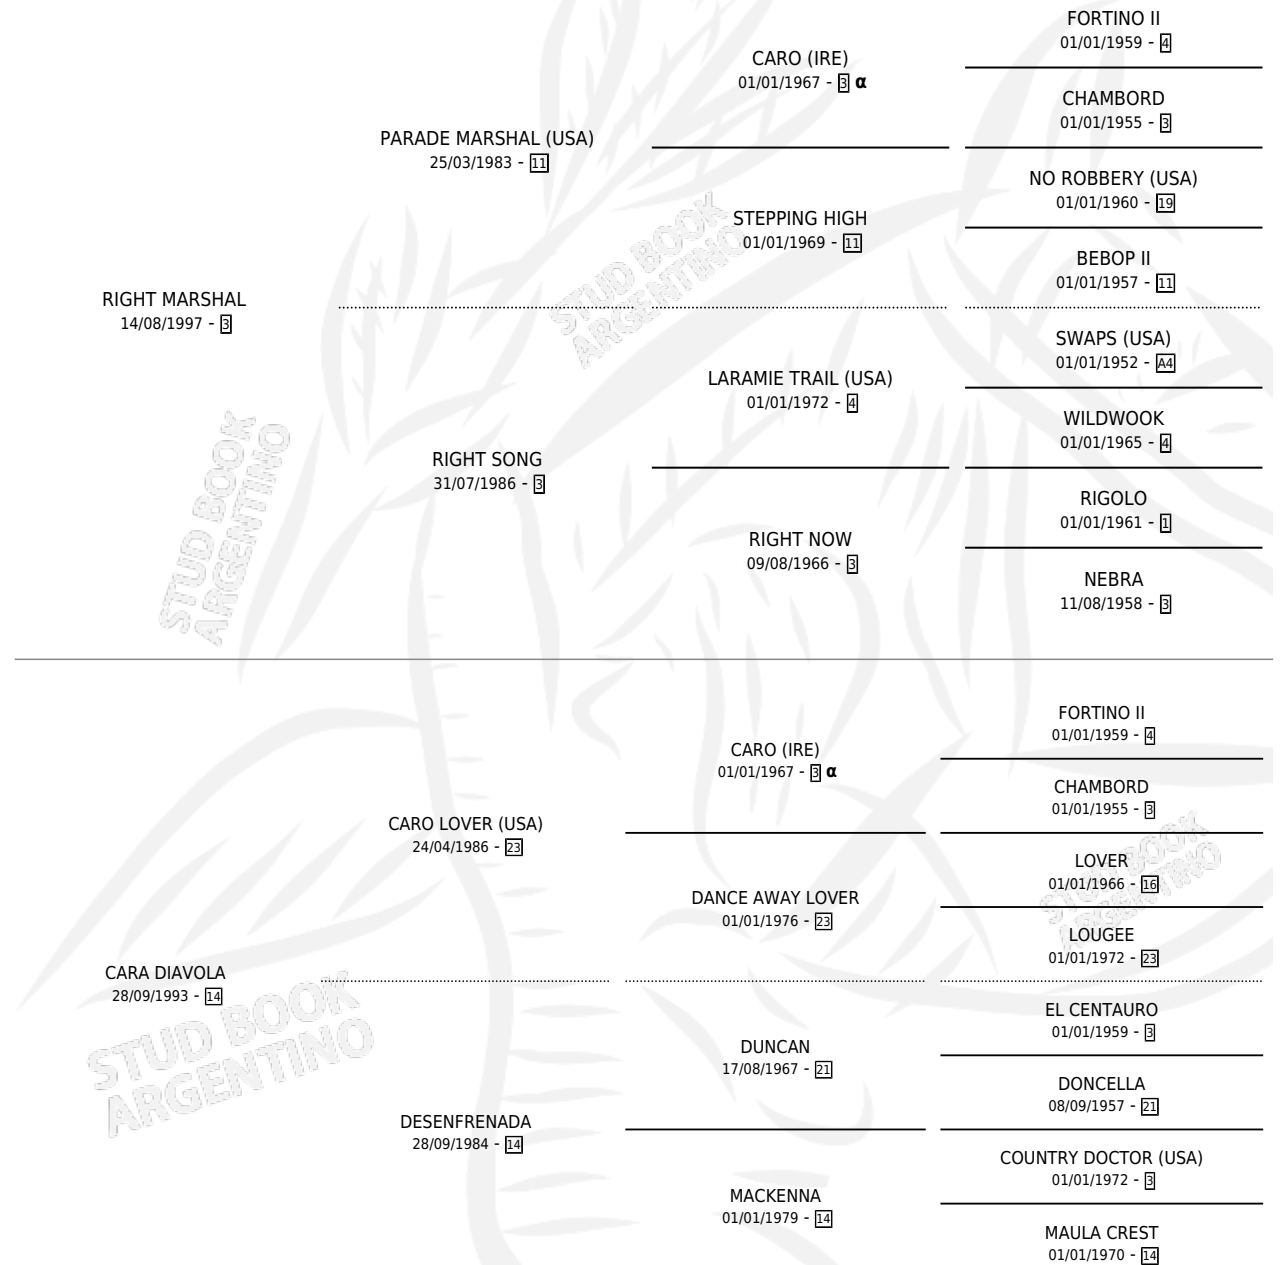 FORTINO II
01/01/1959 - 4
CARO (IRE)
01/01/1967 - 3 α
CHAMBORD
01/01/1955 - 3
PARADE MARSHAL (USA)
25/03/1983 - 11
NO ROBBERY (USA)
01/01/1960 - 19
STEPPING HIGH
01/01/1969 - 11
BEBOP II
01/01/1957 - 11
RIGHT MARSHAL
14/08/1997 - 3
SWAPS (USA)
01/01/1952 - A4
LARAMIE TRAIL (USA)
01/01/1972 - 4
WILDWOOK
01/01/1965 - 4
RIGHT SONG
31/07/1986 - 3
RIGOLO
01/01/1961 - 1
RIGHT NOW
09/08/1966 - 3
NEBRA
11/08/1958 - 3
STUD BOOK
ARGENTINO
STUD BOOK
ARGENTINO
FORTINO II
01/01/1959 - 4
CARO (IRE)
01/01/1967 - 3 α
CHAMBORD
01/01/1955 - 3
CARO LOVER (USA)
24/04/1986 - 23
LOVER
01/01/1966 - 16
DANCE AWAY LOVER
01/01/1976 - 23
LOUGEE
01/01/1972 - 23
CARA DIAVOLA
28/09/1993 - 14
EL CENTAURO
01/01/1959 - 3
DUNCAN
17/08/1967 - 21
DONCELLA
08/09/1957 - 21
DESENFRENADA
28/09/1984 - 14
COUNTRY DOCTOR (USA)
01/01/1972 - 3
MACKENNA
01/01/1979 - 14
MAULA CREST
01/01/1970 - 14
STUD BOOK
ARGENTINO
STUD BOOK
ARGENTINO